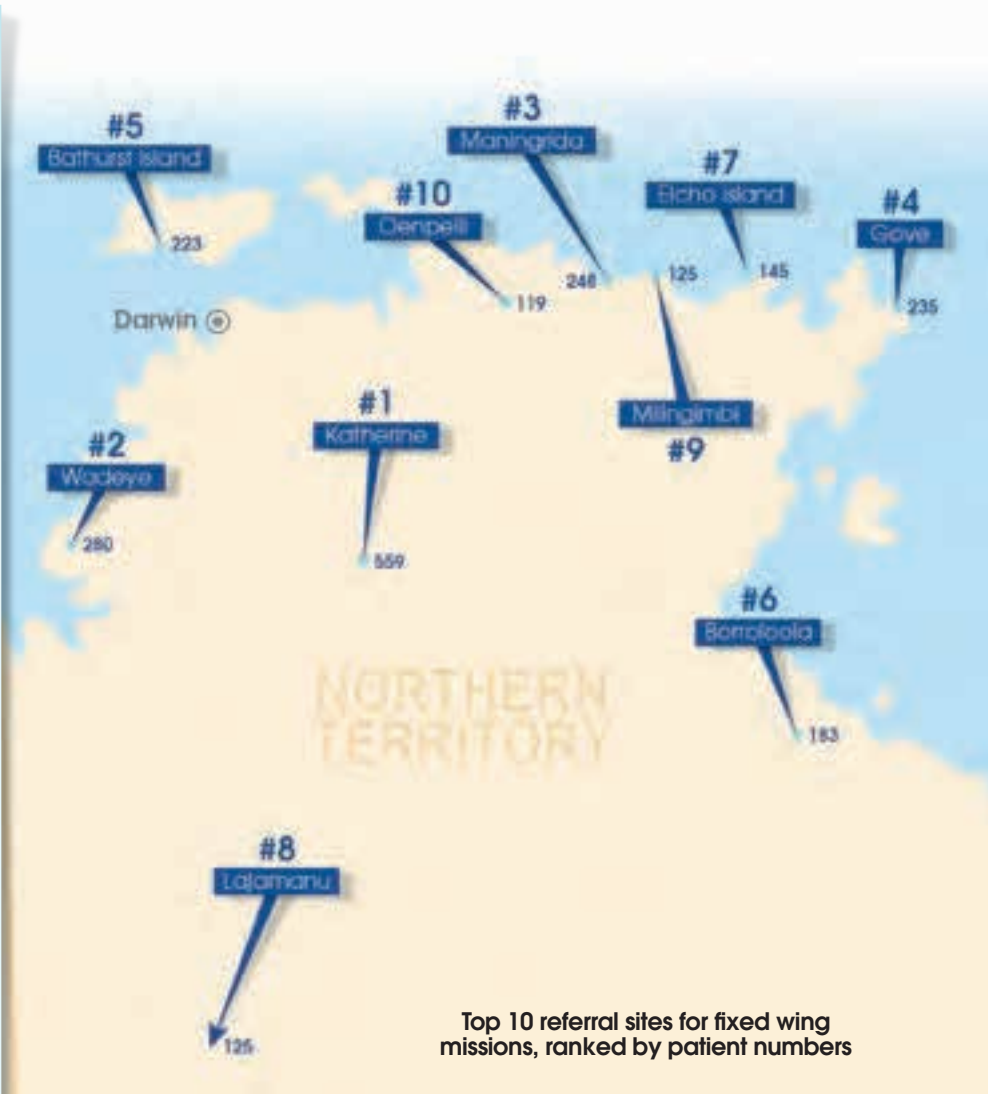 #3
Maningrida
#5
Bathurst Island
#7
Elcho Island
#10
Oenpelli
#4
Gove
223
248
125
145
119
235
Darwin
#1
Katherine
Milingimbi
#9
#2
Wadeye
280
559
#6
Borroloola
NORTHERN
TERRITORY
183
#8
Lajamanu
125
Top 10 referral sites for fixed wing
missions, ranked by patient numbers